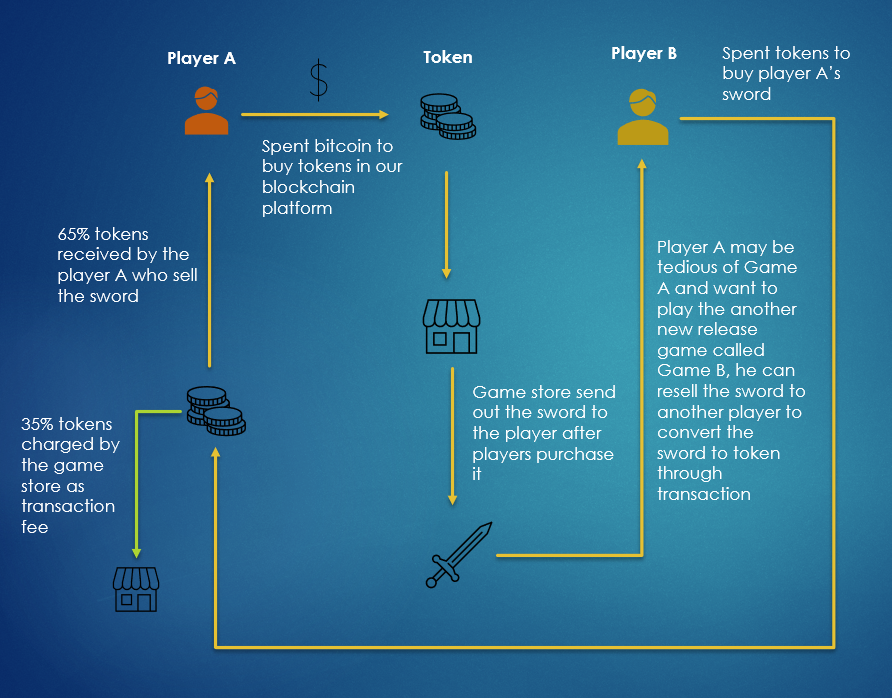 Player A
Token
Player B
Spent tokens to
buy player A’s
sword
$
Spent bitcoin to
buy tokens in our
blockchain
platform
65% tokens
received by the
player A who sell
the sword
Player A may be
tedious of Game
A and want to
play the another
new release
game called
Game B, he can
resell the sword to
another player to
convert the
sword to token
through
transaction
Game store send
out the sword to
the player after
players purchase
it
35% tokens
charged by
the game
store as
transaction
fee